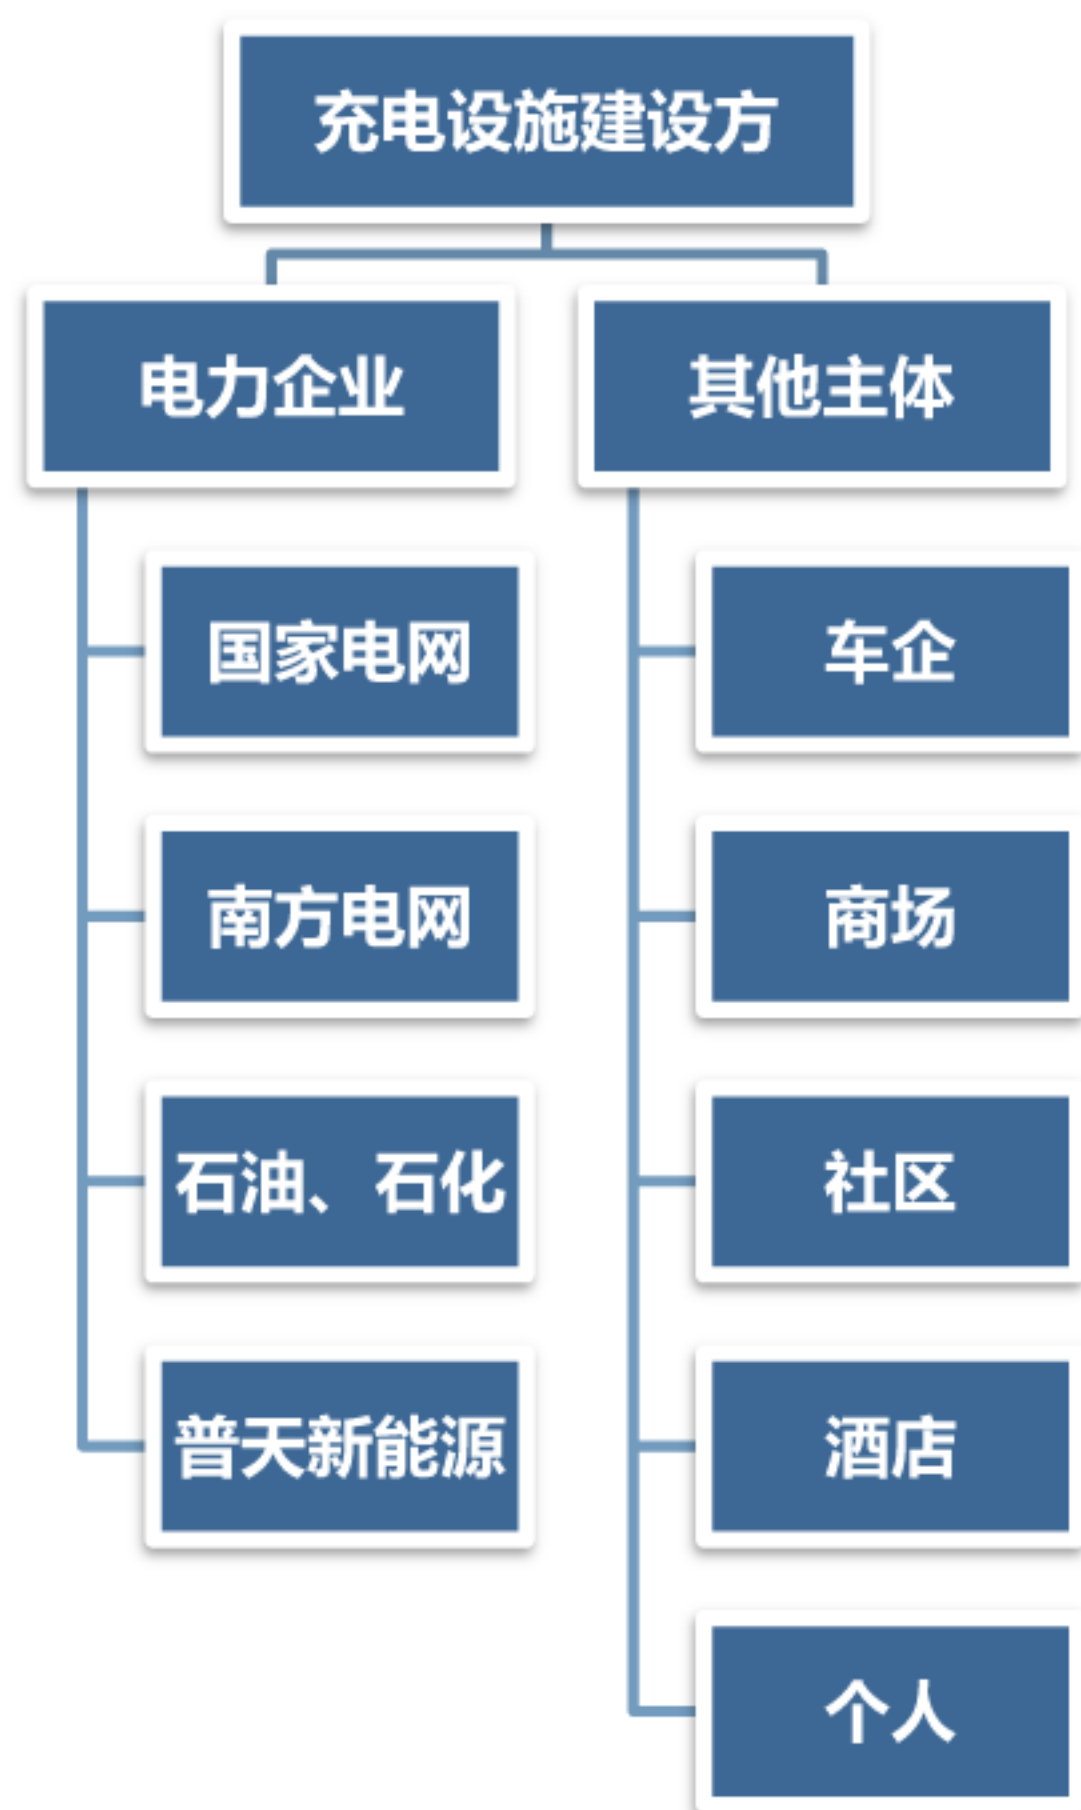 充电设施建设方
电力企业
国家电网
南方电网
石油、石化
普天新能源
其他主体
车企
商场
社区
酒店
个人